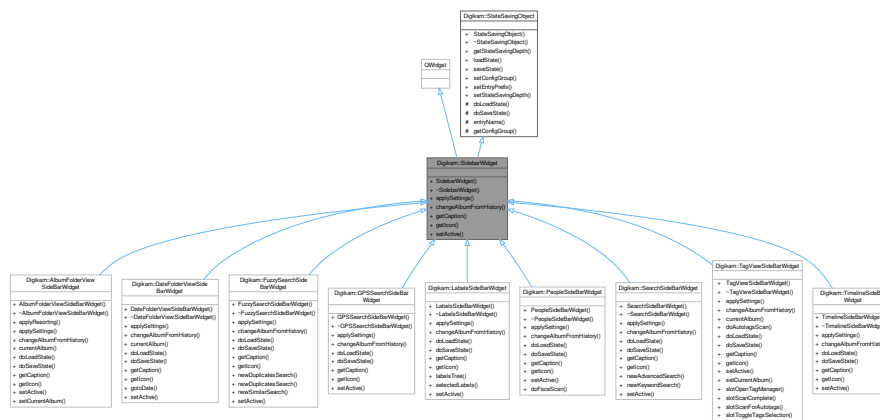 Digikam::StateSavingObject
+ StateSavingObject()
+ ~StateSavingObject()
+ getStateSavingDepth()
+ loadState()
+ saveState()
+ setConfigGroup()
+ setEntryPrefix()
+ setStateSavingDepth()
# doLoadState()
# doSaveState()
# entryName()
# getConfigGroup()
QWidget
Digikam::SidebarWidget
+ SidebarWidget()
+ ~SidebarWidget()
+ applySettings()
+ changeAlbumFromHistory()
+ getCaption()
+ getIcon()
+ setActive()
Digikam::AlbumFolderView
SideBarWidget
+ AlbumFolderViewSideBarWidget()
+ ~AlbumFolderViewSideBarWidget()
+ applyResorting()
+ applySettings()
+ changeAlbumFromHistory()
+ currentAlbum()
+ doLoadState()
+ doSaveState()
+ getCaption()
+ getIcon()
+ setActive()
+ setCurrentAlbum()
Digikam::DateFolderViewSide
BarWidget
+ DateFolderViewSideBarWidget()
+ ~DateFolderViewSideBarWidget()
+ applySettings()
+ changeAlbumFromHistory()
+ currentAlbum()
+ doLoadState()
+ doSaveState()
+ getCaption()
+ getIcon()
+ gotoDate()
+ setActive()
Digikam::FuzzySearchSide
BarWidget
+ FuzzySearchSideBarWidget()
+ ~FuzzySearchSideBarWidget()
+ applySettings()
+ changeAlbumFromHistory()
+ doLoadState()
+ doSaveState()
+ getCaption()
+ getIcon()
+ newDuplicatesSearch()
+ newDuplicatesSearch()
+ newSimilarSearch()
+ setActive()
Digikam::GPSSearchSideBar
Widget
+ GPSSearchSideBarWidget()
+ ~GPSSearchSideBarWidget()
+ applySettings()
+ changeAlbumFromHistory()
+ doLoadState()
+ doSaveState()
+ getCaption()
+ getIcon()
+ setActive()
Digikam::LabelsSideBarWidget
+ LabelsSideBarWidget()
+ ~LabelsSideBarWidget()
+ applySettings()
+ changeAlbumFromHistory()
+ doLoadState()
+ doSaveState()
+ getCaption()
+ getIcon()
+ labelsTree()
+ selectedLabels()
+ setActive()
Digikam::PeopleSideBarWidget
+ PeopleSideBarWidget()
+ ~PeopleSideBarWidget()
+ applySettings()
+ changeAlbumFromHistory()
+ doLoadState()
+ doSaveState()
+ getCaption()
+ getIcon()
+ setActive()
+ doFaceScan()
Digikam::SearchSideBarWidget
+ SearchSideBarWidget()
+ ~SearchSideBarWidget()
+ applySettings()
+ changeAlbumFromHistory()
+ doLoadState()
+ doSaveState()
+ getCaption()
+ getIcon()
+ newAdvancedSearch()
+ newKeywordSearch()
+ setActive()
Digikam::TagViewSideBarWidget
+ TagViewSideBarWidget()
+ ~TagViewSideBarWidget()
+ applySettings()
+ changeAlbumFromHistory()
+ currentAlbum()
+ doAutotagsScan()
+ doLoadState()
+ doSaveState()
+ getCaption()
+ getIcon()
+ setActive()
+ setCurrentAlbum()
+ slotOpenTagManager()
+ slotScanComplete()
+ slotScanForAutotags()
+ slotToggleTagsSelection()
Digikam::TimelineSideB
Widget
+ TimelineSideBarWid
+ ~TimelineSideBarWi
+ applySettings()
+ changeAlbumFromHist
+ doLoadState()
+ doSaveState()
+ getCaption()
+ getIcon()
+ setActive()